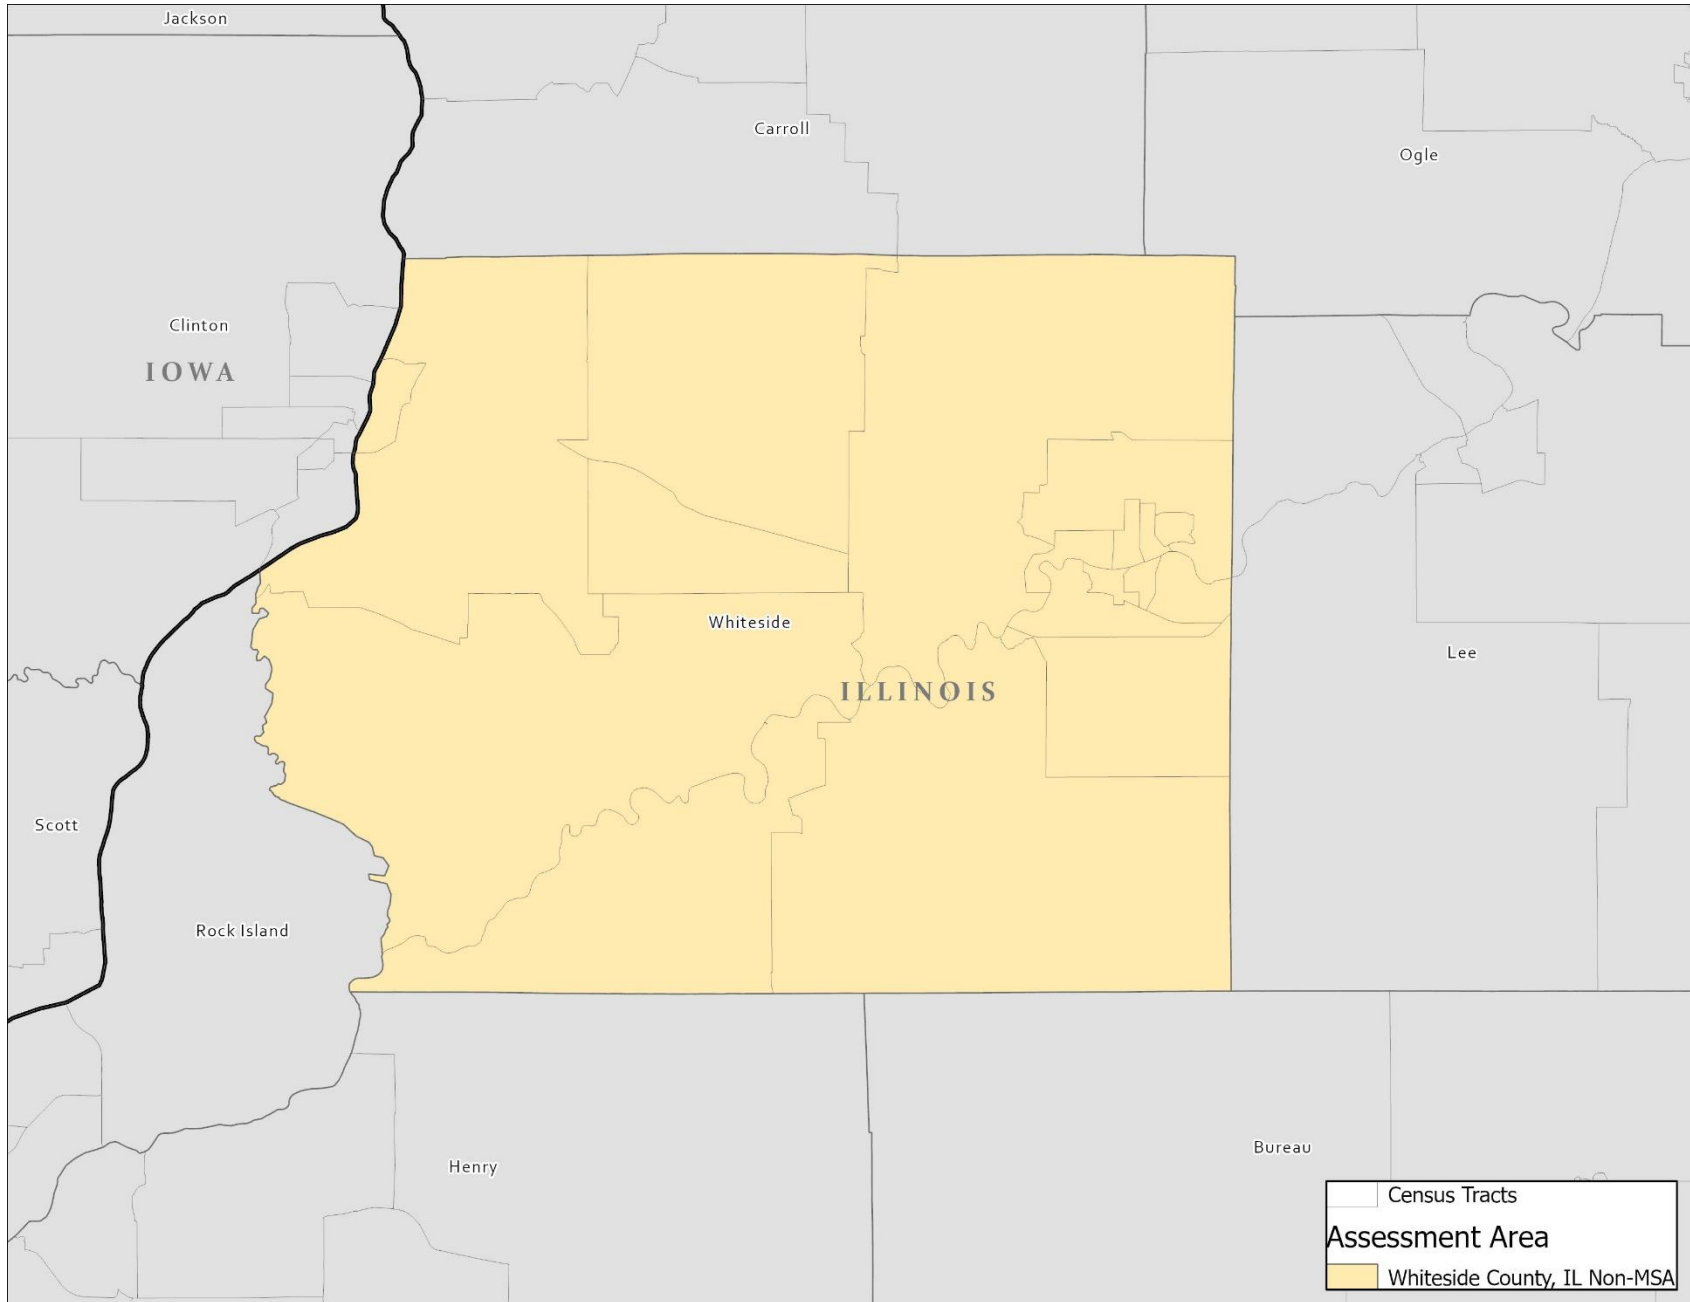 Jackson
Carroll
Ogle
Clinton
IOWA
Whiteside
Lee
ILLINOIS
Scott
Rock Island
Bureau
Henry
Census Tracts
Assessment Area
Whiteside County, IL Non-MSA